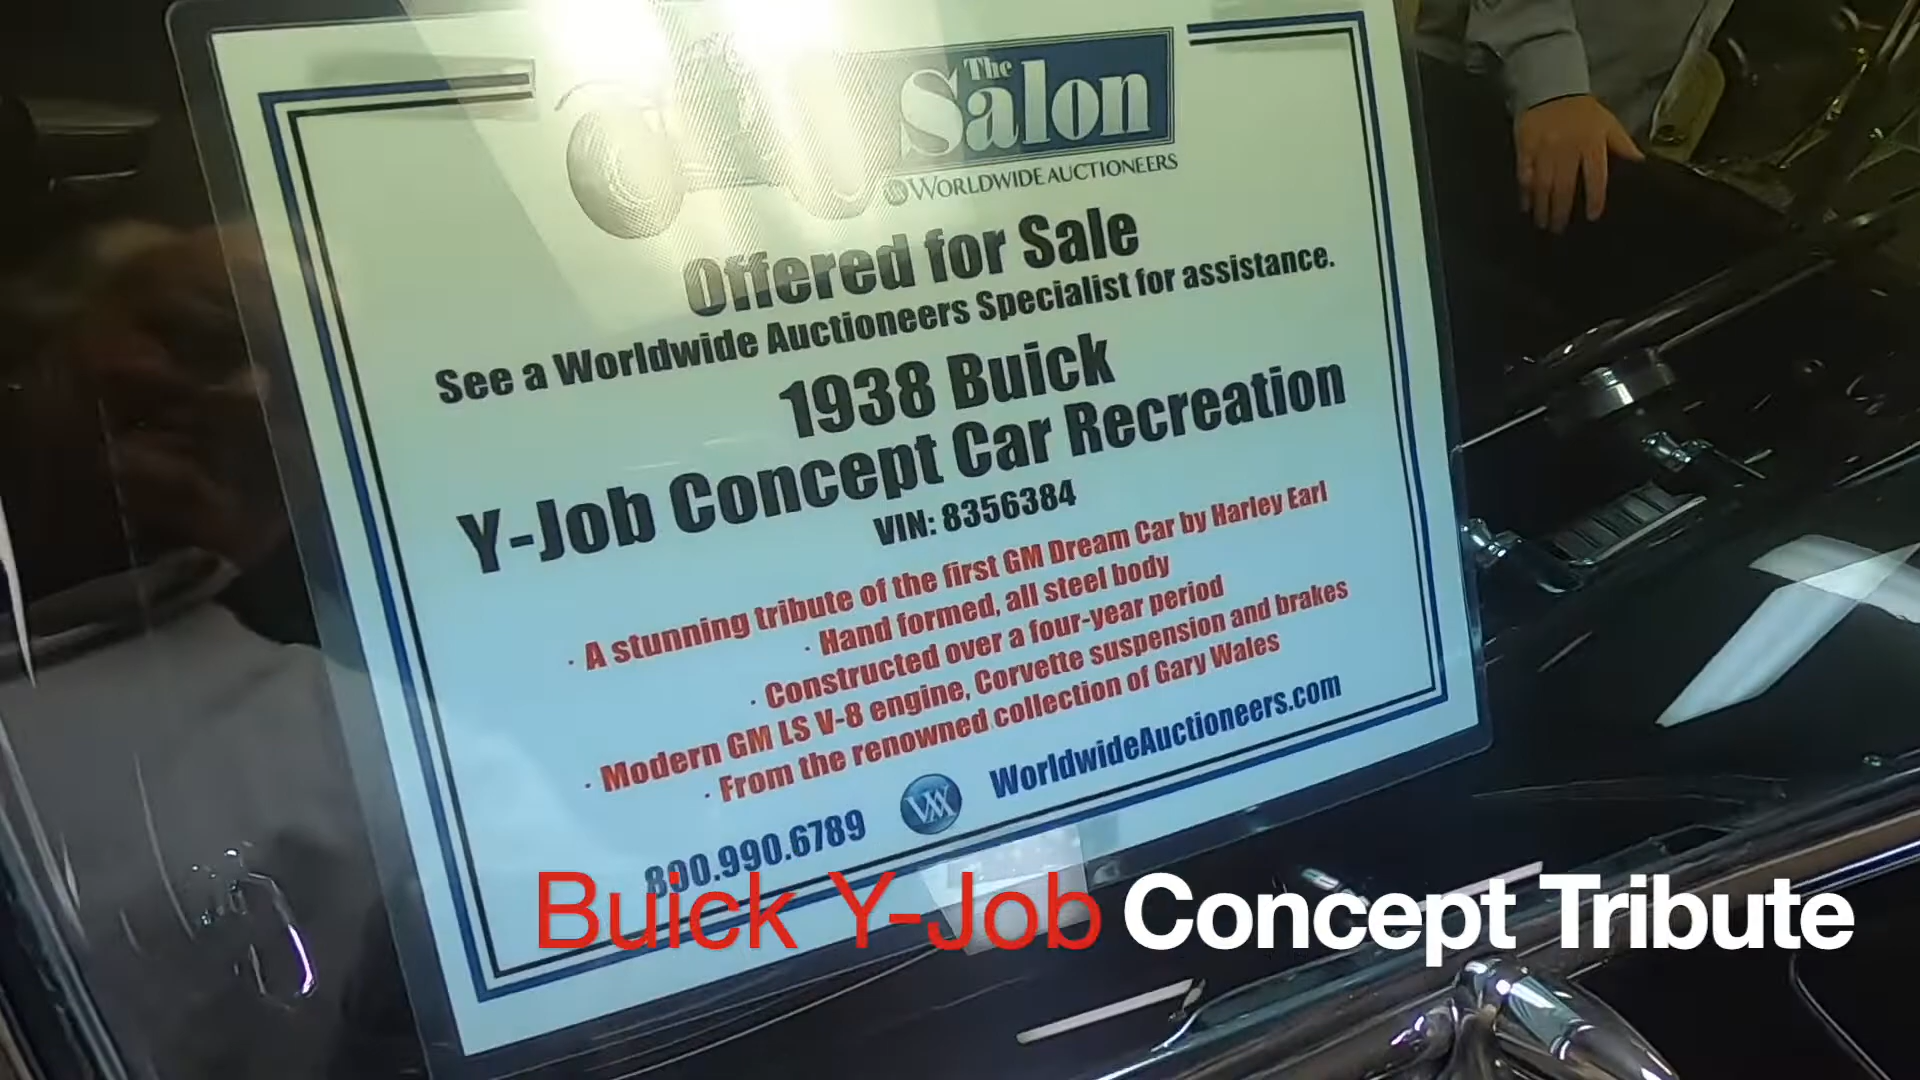 The
Salon
WORLDWIDE AUCTIONEERS
Offered for Sale
See a Worldwide Auctioneers Specialist for assistance.
1938 Buick
Y-Job Concept Car Recreation
VIN: 8356384
· A stunning tribute of the first GM Dream Car by Harley Earl
· Hand formed, all steel body
· Constructed over a four-year period
· Modern GM LS V-8 engine, Corvette suspension and brakes
· From the renowned collection of Gary Wales
800.990.6789 WorldwideAuctioneers.com
Buick Y-Job Concept Tribute